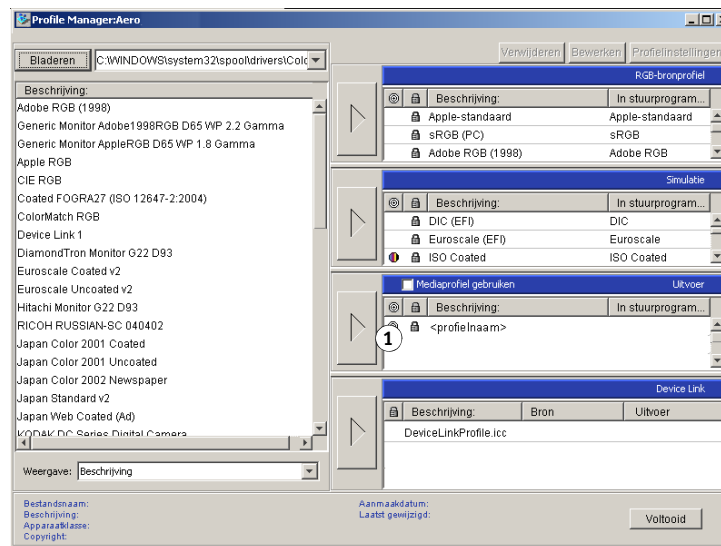 Profile Manager:Aero
Bladeren C:\WINDOWS\system32\spool\drivers\Colc
Verwijderen Bewerken Profielinstellingen
Beschrijving:
Adobe RGB (1998)
Generic Monitor Adobe1998RGB D65 WP 2.2 Gamma
Generic Monitor AppleRGB D65 WP 1.8 Gamma
Apple RGB
CIE RGB
Coated FOGRA27 (ISO 12647-2:2004)
ColorMatch RGB
Device Link 1
DiamondTron Monitor G22 D93
Euroscale Coated v2
Euroscale Uncoated v2
Hitachi Monitor G22 D93
RICOH RUSSIAN-SC 040402
Japan Color 2001 Coated
Japan Color 2001 Uncoated
Japan Color 2002 Newspaper
Japan Standard v2
Japan Web Coated (Ad)
KODAK DC Series Digital Camera
Weergave: Beschrijving
RGB-bronprofiel
Beschrijving: In stuurprogram...
Apple-standaard Apple-standaard
sRGB (PC) sRGB
Adobe RGB (1998) Adobe RGB
Simulatie
Beschrijving: In stuurprogram...
DIC (EFI) DIC
Euroscale (EFI) Euroscale
ISO Coated ISO Coated
Mediaprofiel gebruiken Uitvoer
Beschrijving: In stuurprogram...
<profielnaam>
1
Device Link
Beschrijving: Bron Uitvoer
DeviceLinkProfile.icc
Bestandsnaam:
Beschrijving:
Apparaatklasse:
Copyright:
Aanmaakdatum:
Laatst gewijzigd:
Voltooid